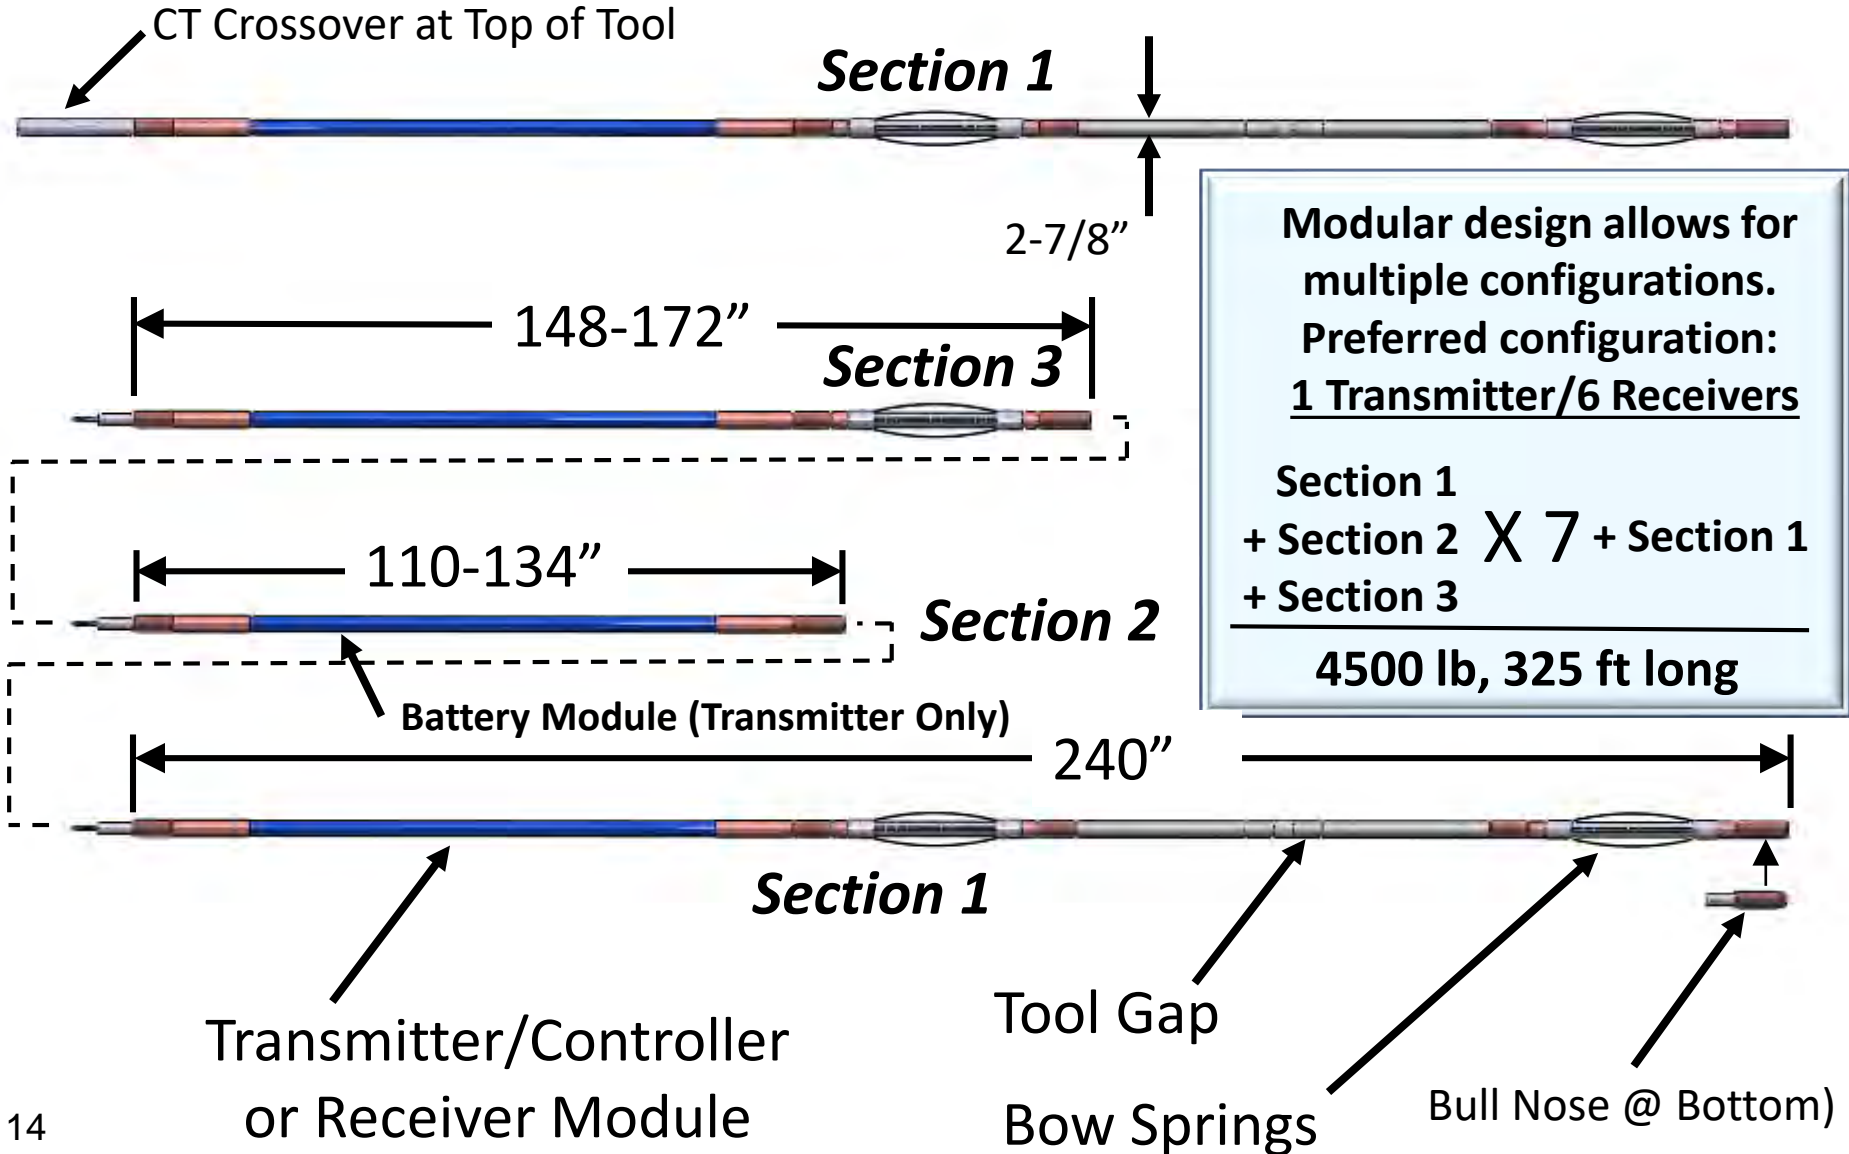 CT Crossover at Top of Tool
Section 1
2-7/8”
Modular design allows for
multiple configurations.
Preferred configuration:
1 Transmitter/6 Receivers
Section 1
+ Section 2 X 7 + Section 1
+ Section 3
4500 lb, 325 ft long
148-172”
Section 3
110-134”
Section 2
Battery Module (Transmitter Only)
240”
Section 1
Transmitter/Controller
or Receiver Module
Tool Gap
Bow Springs
Bull Nose @ Bottom)
14